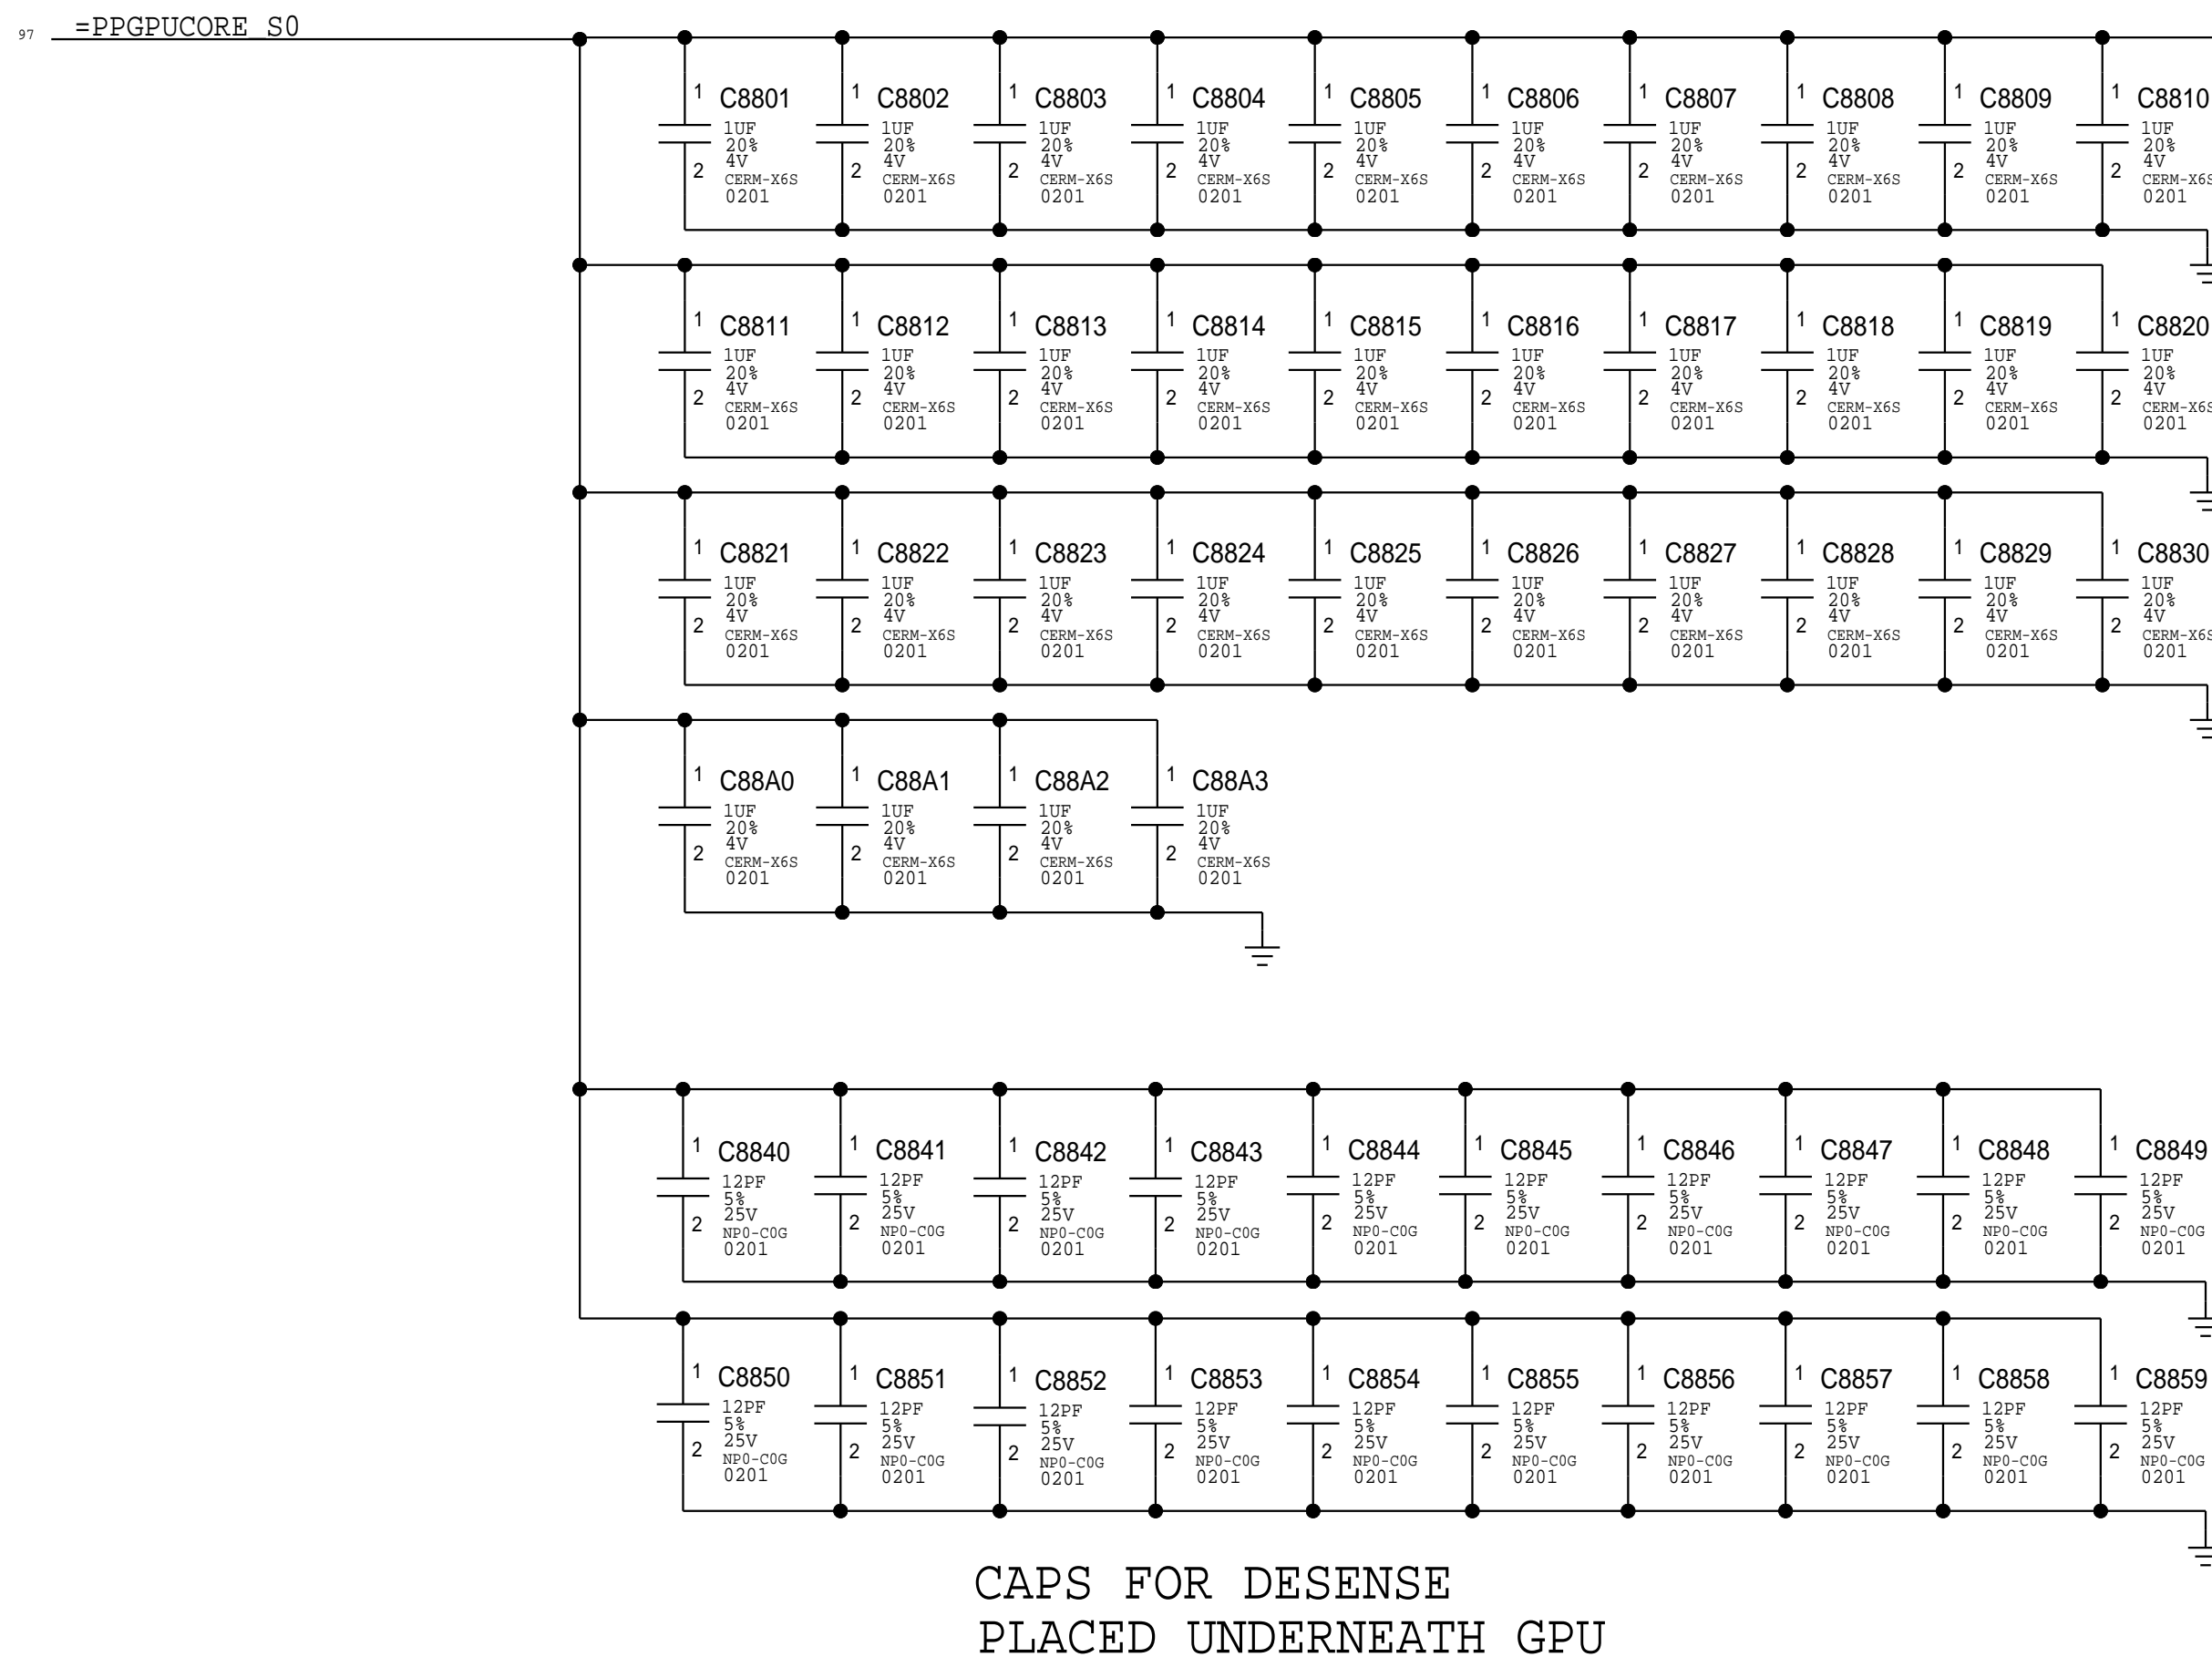 97 =PPGPUCORE_S0
1 C8801 1 C8802 1 C8803 1 C8804 1 C8805 1 C8806 1 C8807 1 C8808 1 C8809 1 C8810
1UF 1UF 1UF 1UF 1UF 1UF 1UF 1UF 1UF 1UF
20% 20% 20% 20% 20% 20% 20% 20% 20% 20%
4V 4V 4V 4V 4V 4V 4V 4V 4V 4V
2 CERM-X6S 2 CERM-X6S 2 CERM-X6S 2 CERM-X6S 2 CERM-X6S 2 CERM-X6S 2 CERM-X6S 2 CERM-X6S 2 CERM-X6S 2 CERM-X6S
0201 0201 0201 0201 0201 0201 0201 0201 0201 0201
1 C8811 1 C8812 1 C8813 1 C8814 1 C8815 1 C8816 1 C8817 1 C8818 1 C8819 1 C8820
1UF 1UF 1UF 1UF 1UF 1UF 1UF 1UF 1UF 1UF
20% 20% 20% 20% 20% 20% 20% 20% 20% 20%
4V 4V 4V 4V 4V 4V 4V 4V 4V 4V
2 CERM-X6S 2 CERM-X6S 2 CERM-X6S 2 CERM-X6S 2 CERM-X6S 2 CERM-X6S 2 CERM-X6S 2 CERM-X6S 2 CERM-X6S 2 CERM-X6S
0201 0201 0201 0201 0201 0201 0201 0201 0201 0201
1 C8821 1 C8822 1 C8823 1 C8824 1 C8825 1 C8826 1 C8827 1 C8828 1 C8829 1 C8830
1UF 1UF 1UF 1UF 1UF 1UF 1UF 1UF 1UF 1UF
20% 20% 20% 20% 20% 20% 20% 20% 20% 20%
4V 4V 4V 4V 4V 4V 4V 4V 4V 4V
2 CERM-X6S 2 CERM-X6S 2 CERM-X6S 2 CERM-X6S 2 CERM-X6S 2 CERM-X6S 2 CERM-X6S 2 CERM-X6S 2 CERM-X6S 2 CERM-X6S
0201 0201 0201 0201 0201 0201 0201 0201 0201 0201
1 C88A0 1 C88A1 1 C88A2 1 C88A3
1UF 1UF 1UF 1UF
20% 20% 20% 20%
4V 4V 4V 4V
2 CERM-X6S 2 CERM-X6S 2 CERM-X6S 2 CERM-X6S
0201 0201 0201 0201
1 C8840 1 C8841 1 C8842 1 C8843 1 C8844 1 C8845 1 C8846 1 C8847 1 C8848 1 C8849
12PF 12PF 12PF 12PF 12PF 12PF 12PF 12PF 12PF 12PF
5% 5% 5% 5% 5% 5% 5% 5% 5% 5%
25V 25V 25V 25V 25V 25V 25V 25V 25V 25V
2 NP0-C0G 2 NP0-C0G 2 NP0-C0G 2 NP0-C0G 2 NP0-C0G 2 NP0-C0G 2 NP0-C0G 2 NP0-C0G 2 NP0-C0G 2 NP0-C0G
0201 0201 0201 0201 0201 0201 0201 0201 0201 0201
1 C8850 1 C8851 1 C8852 1 C8853 1 C8854 1 C8855 1 C8856 1 C8857 1 C8858 1 C8859
12PF 12PF 12PF 12PF 12PF 12PF 12PF 12PF 12PF 12PF
5% 5% 5% 5% 5% 5% 5% 5% 5% 5%
25V 25V 25V 25V 25V 25V 25V 25V 25V 25V
2 NP0-C0G 2 NP0-C0G 2 NP0-C0G 2 NP0-C0G 2 NP0-C0G 2 NP0-C0G 2 NP0-C0G 2 NP0-C0G 2 NP0-C0G 2 NP0-C0G
0201 0201 0201 0201 0201 0201 0201 0201 0201 0201
CAPS FOR DESENSE
PLACED UNDERNEATH GPU